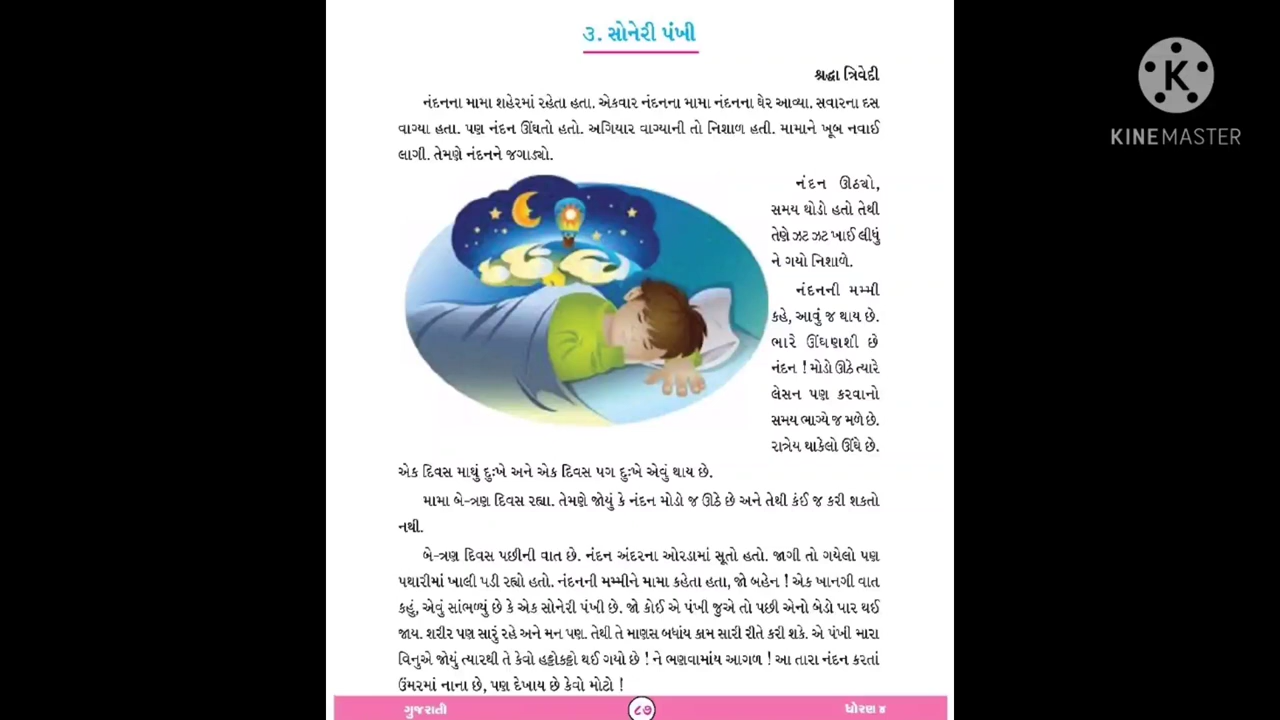 ૩. સોનેરી પંખી
શ્રદ્ધા ત્રિવેદી
નંદનના મામા શહેરમાં રહેતા હતા. એકવાર નંદનના મામા નંદનના ઘેર આવ્યા. સવારના દસ
વાગ્યા હતા. પણ નંદન ઊંઘતો હતો. અગિયાર વાગ્યાની તો નિશાળ હતી. મામાને ખૂબ નવાઈ
લાગી. તેમણે નંદનને જગાડ્યો.
નંદન ઊઠ્યો,
સમય થોડો હતો તેથી
તેણે ઝટ ઝટ ખાઈ લીધું
ને ગયો નિશાળે.
નંદનની મમ્મી
કહે, આવું જ થાય છે.
ભારે ઊંઘણશી છે
નંદન ! મોડો ઊઠે ત્યારે
લેસન પણ કરવાનો
સમય ભાગ્યે જ મળે છે.
રાત્રેય થાકેલો ઊંઘે છે.
એક દિવસ માથું દુઃખે અને એક દિવસ પગ દુઃખે એવું થાય છે.
મામા બે-ત્રણ દિવસ રહ્યા. તેમણે જોયું કે નંદન મોડો જ ઊઠે છે અને તેથી કંઈ જ કરી શકતો
નથી.
બે-ત્રણ દિવસ પછીની વાત છે. નંદન અંદરના ઓરડામાં સૂતો હતો. જાગી તો ગયેલો પણ
પથારીમાં ખાલી પડી રહ્યો હતો. નંદનની મમ્મીને મામા કહેતા હતા, જો બહેન ! એક ખાનગી વાત
કહું, એવું સાંભળ્યું છે કે એક સોનેરી પંખી છે. જો કોઈ એ પંખી જુએ તો પછી એનો બેડો પાર થઈ
જાય. શરીર પણ સારું રહે અને મન પણ. તેથી તે માણસ બધાંય કામ સારી રીતે કરી શકે. એ પંખી મારા
વિનુએ જોયું ત્યારથી તે કેવો હટ્ટોકટ્ટો થઈ ગયો છે ! ને ભણવામાંય આગળ ! આ તારા નંદન કરતાં
ઉંમરમાં નાના છે, પણ દેખાય છે કેવો મોટો !
ગુજરાતી
૮૭
ધોરણ ૪
K
KINEMASTER